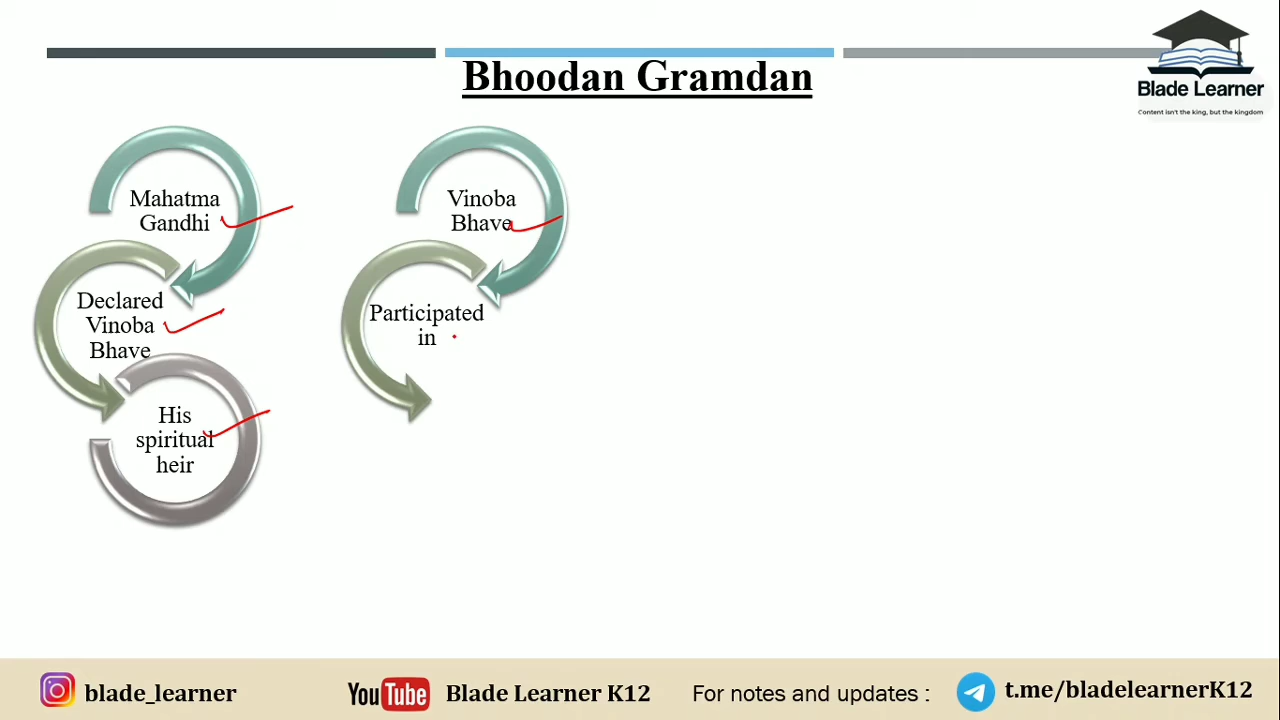 Bhoodan Gramdan
Blade Learner
Content isn't the king, but the kingdom
Mahatma
Gandhi
Declared
Vinoba
Bhave
His
spiritual
heir
Vinoba
Bhave
Participated
in
blade_learner
YouTube
Blade Learner K12
For notes and updates :
t.me/bladelearnerK12